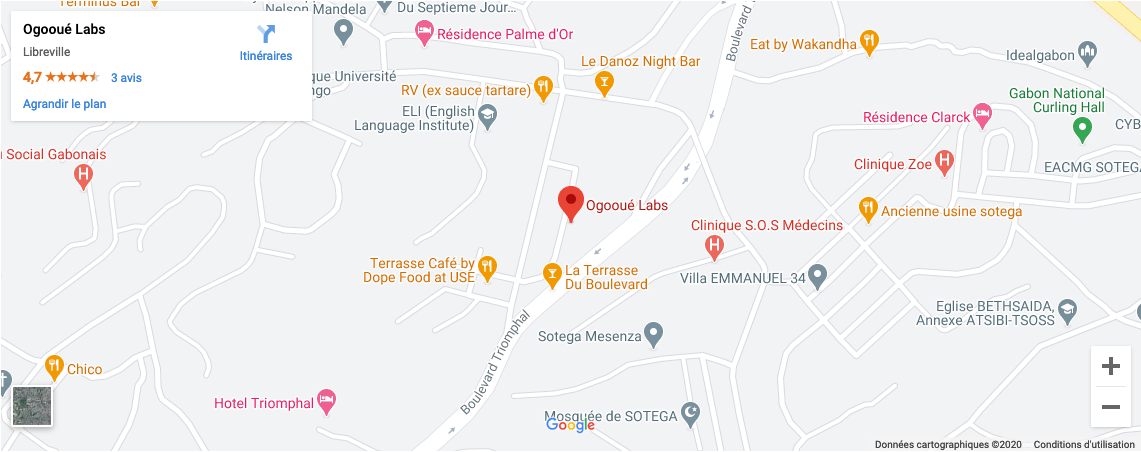 Terminus Bar
Nelson Mandela
Du Septieme Jour...
Ogooué Labs
Libreville
4,7
3 avis
Itinéraires
Agrandir le plan
Résidence Palme d'Or
Eat by Wakandha
Boulevard
Idealgabon
Le Danoz Night Bar
que Université
ngo
RV (ex sauce tartare)
Gabon National
Curling Hall
ELI (English
Language Institute)
Résidence Clarck
CYB
Social Gabonais
Clinique Zoe
EACMG SOTEGA
Ogooué Labs
Ancienne usine sotega
Clinique S.O.S Médecins
Terrasse Café by
Dope Food at USE
La Terrasse
Du Boulevard
Villa EMMANUEL 34
Eglise BETHSAIDA,
Annexe ATSIBI-TSOSS
Boulevard Triomphal
Sotega Mesenza
Chico
Hotel Triomphal
Mosquée de SOTEGA
Google
Données cartographiques ©2020
Conditions d'utilisation